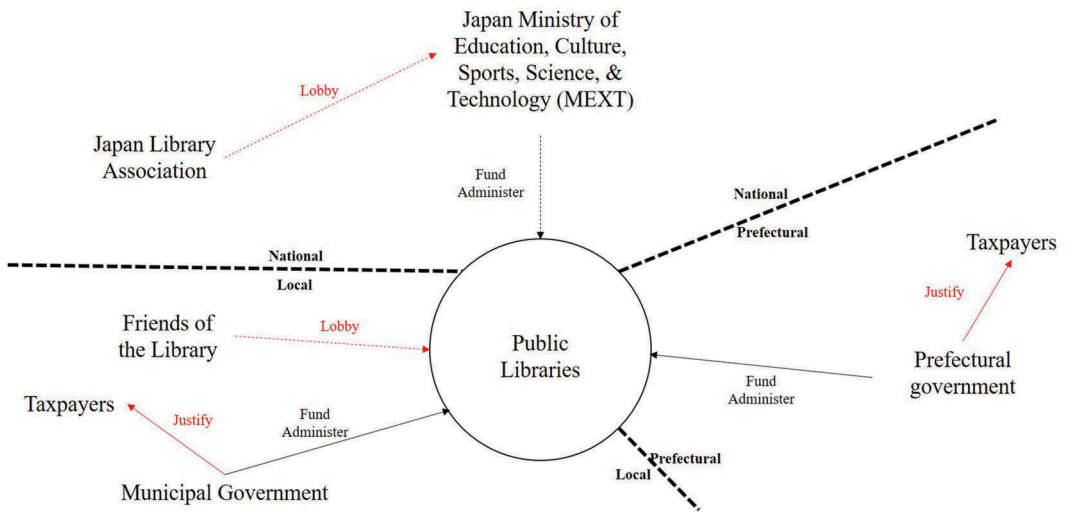 Japan Ministry of
Education, Culture,
Sports, Science, &
Technology (MEXT)
Lobby
Japan Library
Association
Fund
Administer
National
Prefectural
Taxpayers
National
Local
Justify
Friends of
the Library
Lobby
Public
Libraries
Prefectural
government
Fund
Administer
Taxpayers
Justify
Fund
Administer
Prefectural
Local
Municipal Government